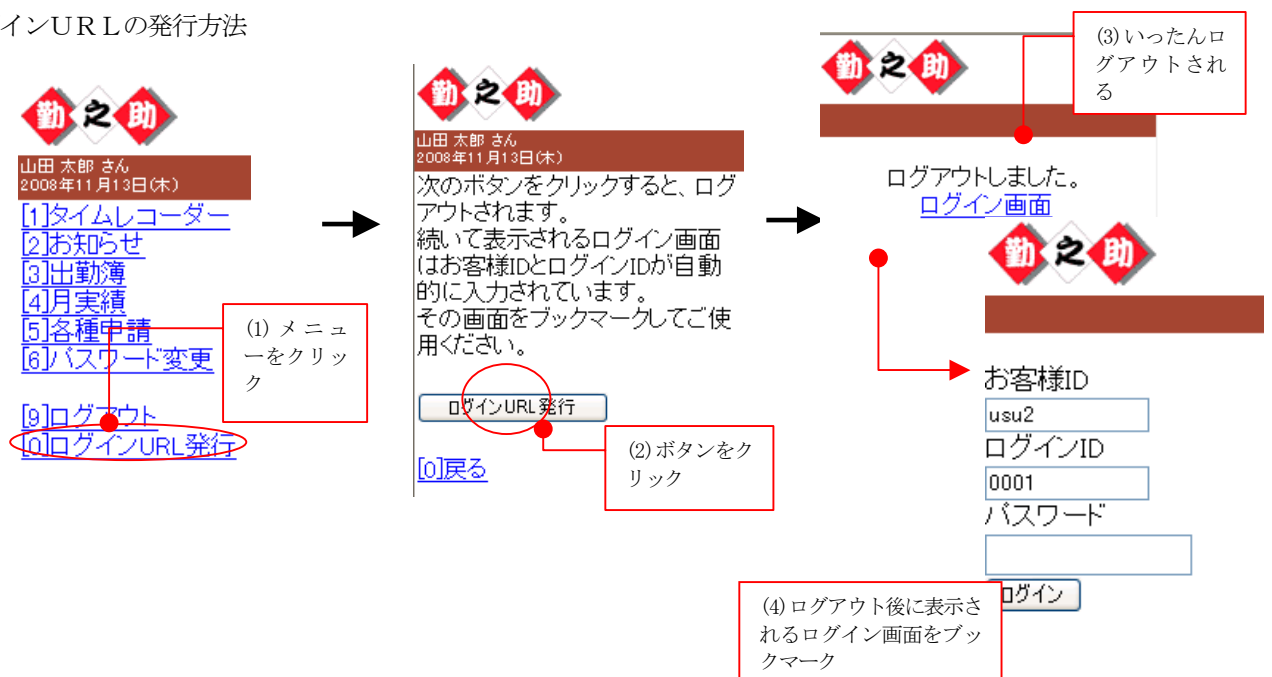 インＵＲＬの発行方法
勤之助
山田 太郎 さん
2008年11月13日(木)
[1]タイムレコーダー
[2]お知らせ
[3]出勤簿
[4]月実績
[5]各種申請
[6]パスワード変更
[9]ログアウト
[0]ログインURL発行
(1) メニュ
ーをクリッ
ク
勤之助
山田 太郎 さん
2008年11月13日(木)
次のボタンをクリックすると、ログ
アウトされます。
続いて表示されるログイン画面
はお客様IDとログインIDが自動
的に入力されています。
その画面をブックマークしてご使
用ください。
ログインURL発行
[0]戻る
(2) ボタンをク
リック
勤之助
(3) いったんロ
グアウトされ
る
ログアウトしました。
ログイン画面
勤之助
お客様ID
usu2
ログインID
0001
パスワード
ログイン
(4) ログアウト後に表示さ
れるログイン画面をブッ
クマーク